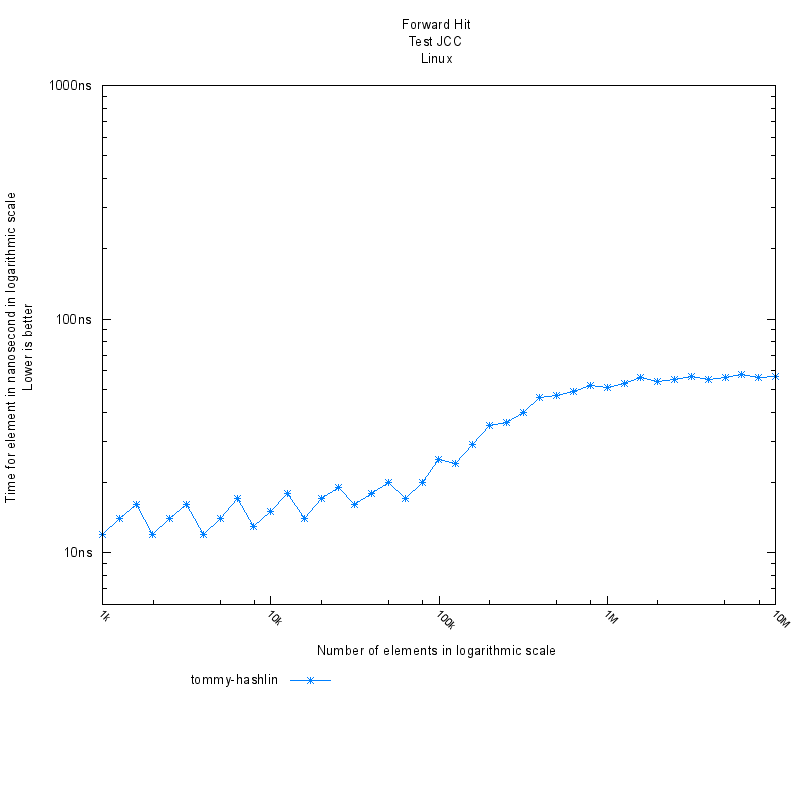 Forward Hit
Test JCC
Linux
1000ns
100ns
10ns
Time for element in nanosecond in logarithmic scale
Lower is better
1k
10k
100k
1M
10M
Number of elements in logarithmic scale
tommy-hashlin